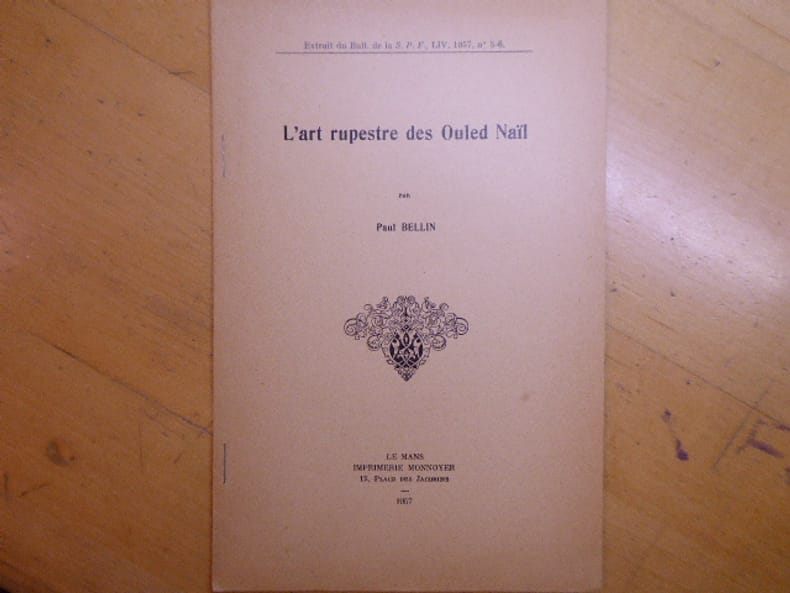 Extrait du Bull. de la S. P. F., LIV, 1957, n° 5-6.
L'art rupestre des Ouled Naïl
PAR
Paul BELLIN
LE MANS
IMPRIMERIE MONNOYER
12, PLACE DES JACOBINS
1957